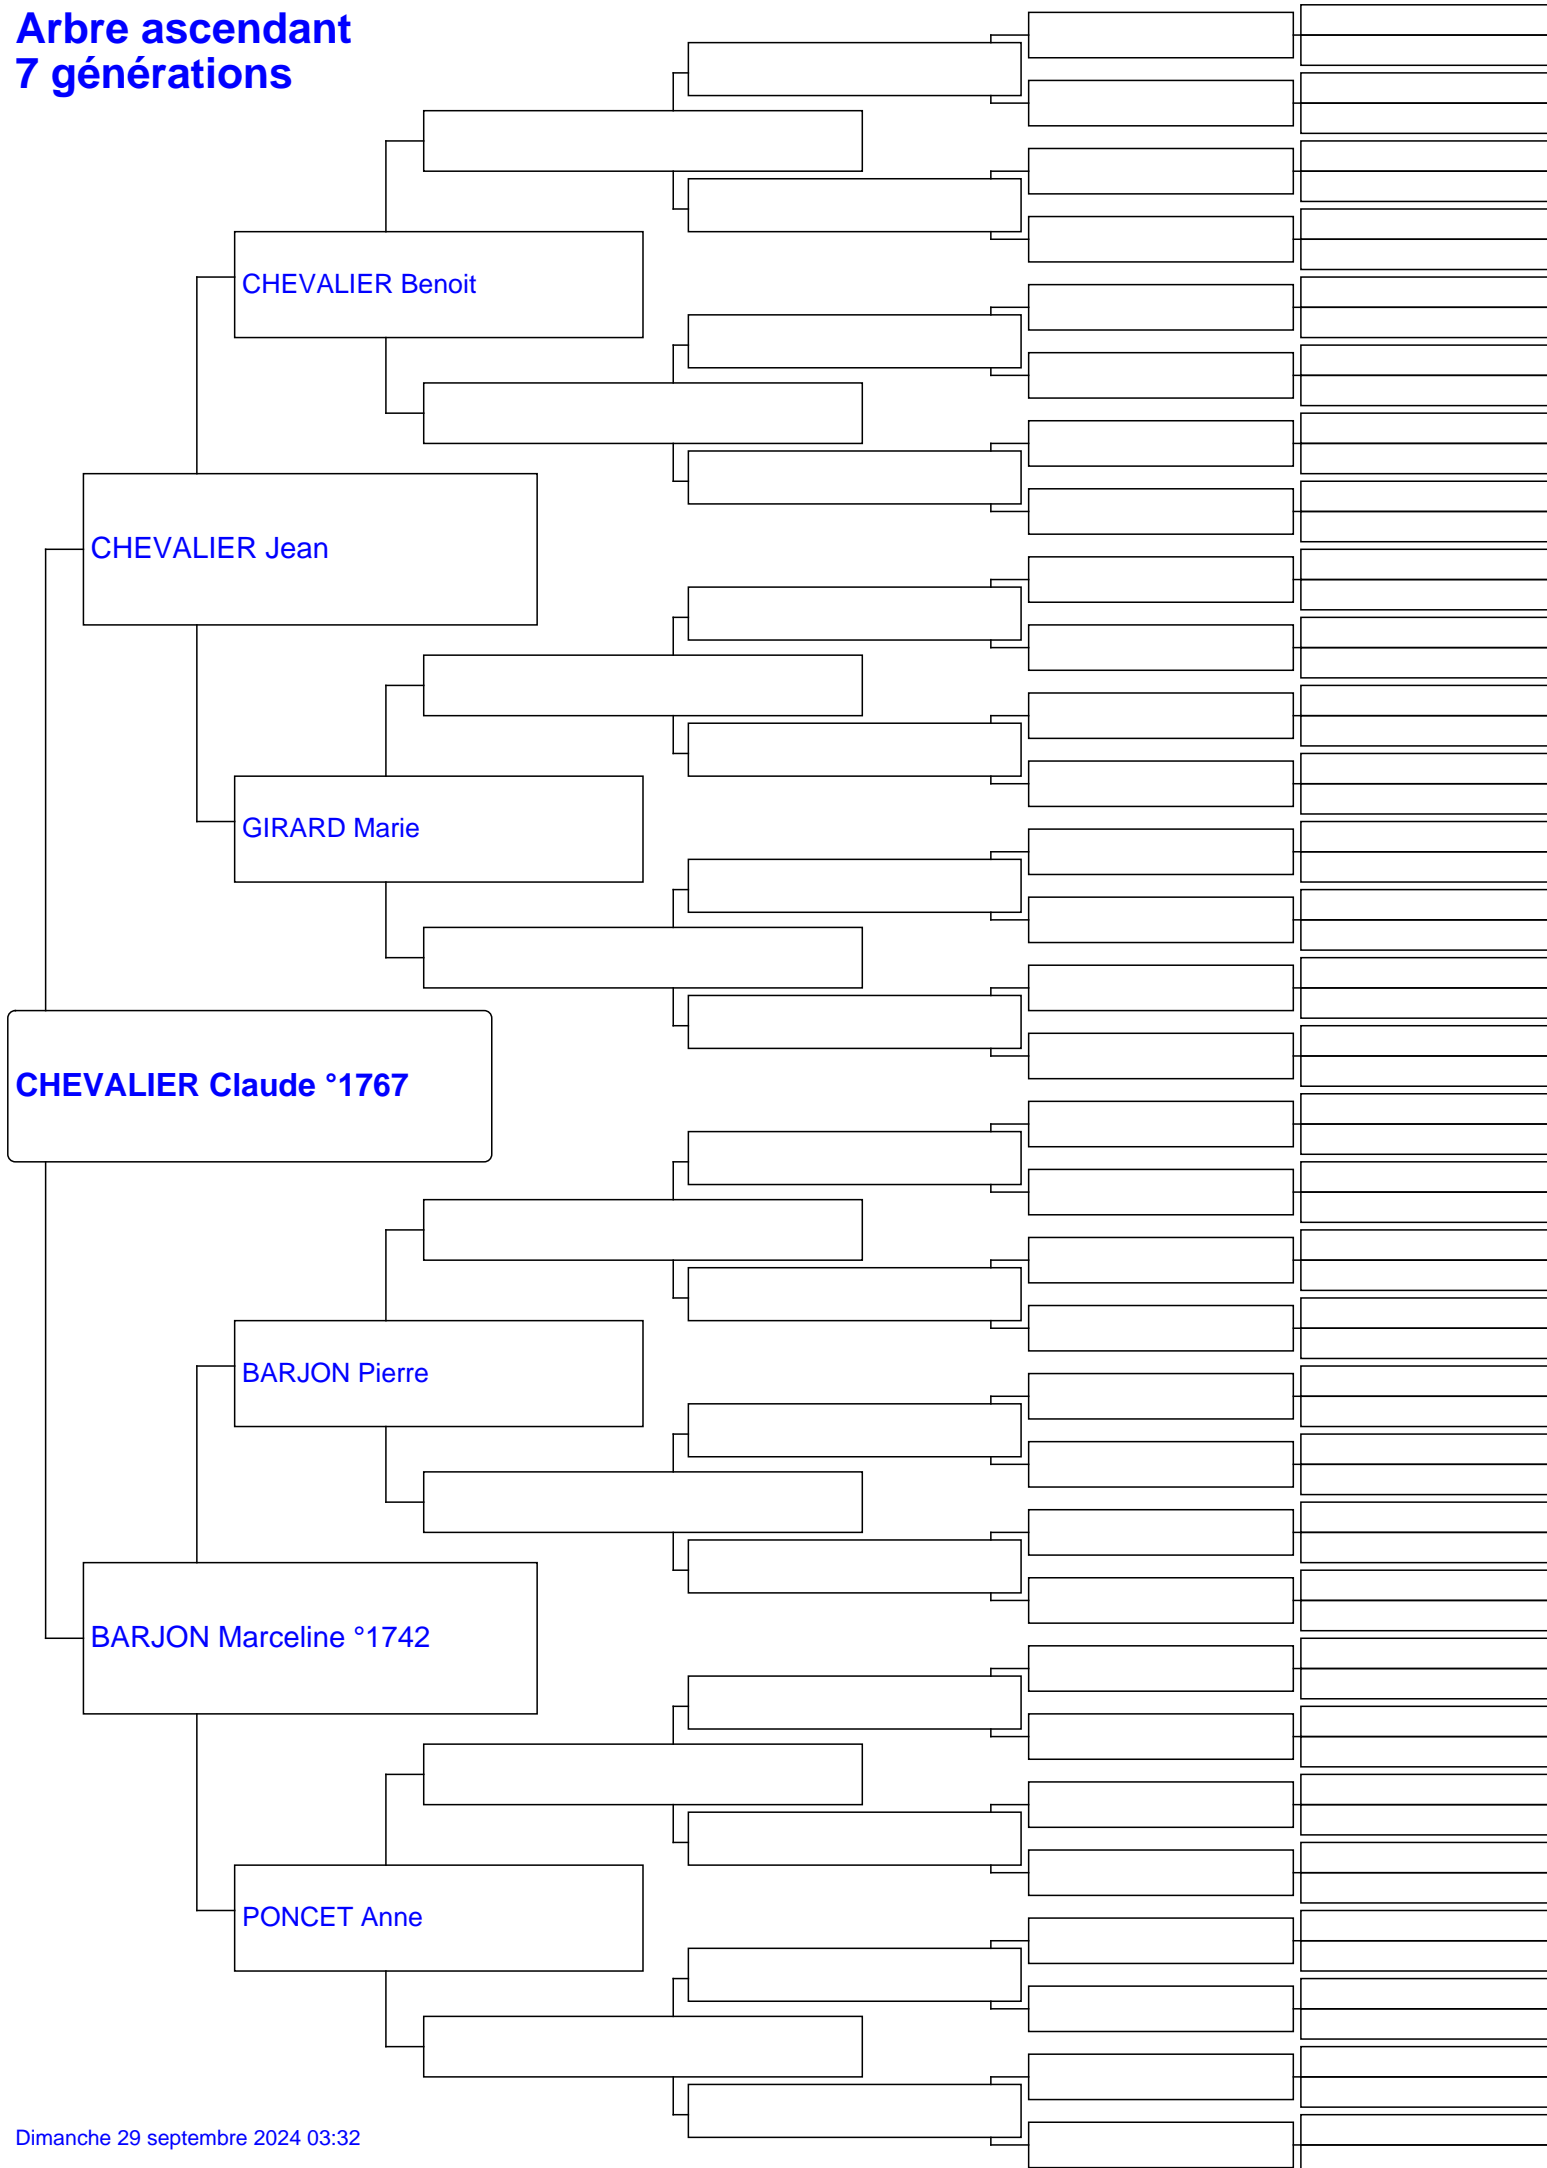 Arbre ascendant
7 générations
CHEVALIER Benoit
CHEVALIER Jean
GIRARD Marie
CHEVALIER Claude °1767
BARJON Pierre
BARJON Marceline °1742
PONCET Anne
Dimanche 29 septembre 2024 03:32